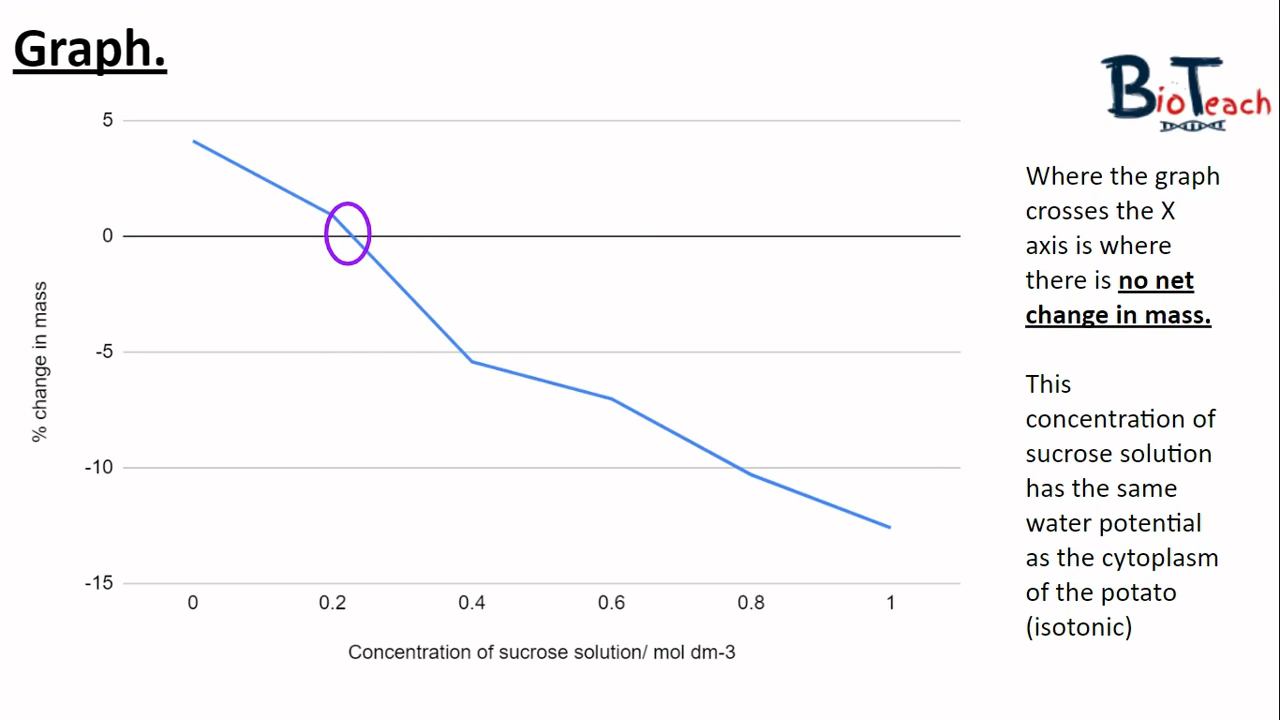 Graph.
BioTeach
5
0
-5
-10
-15
% change in mass
0 0.2 0.4 0.6 0.8 1
Concentration of sucrose solution/ mol dm-3
Where the graph
crosses the X
axis is where
there is no net
change in mass.
This
concentration of
sucrose solution
has the same
water potential
as the cytoplasm
of the potato
(isotonic)